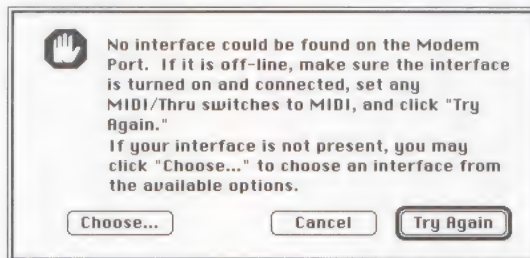 No interface could be found on the Modem
Port. If it is off-line, make sure the interface
is turned on and connected, set any
MIDI/Thru switches to MIDI, and click "Try
Again."
If your interface is not present, you may
click "Choose..." to choose an interface from
the available options.
Choose... Cancel Try Again